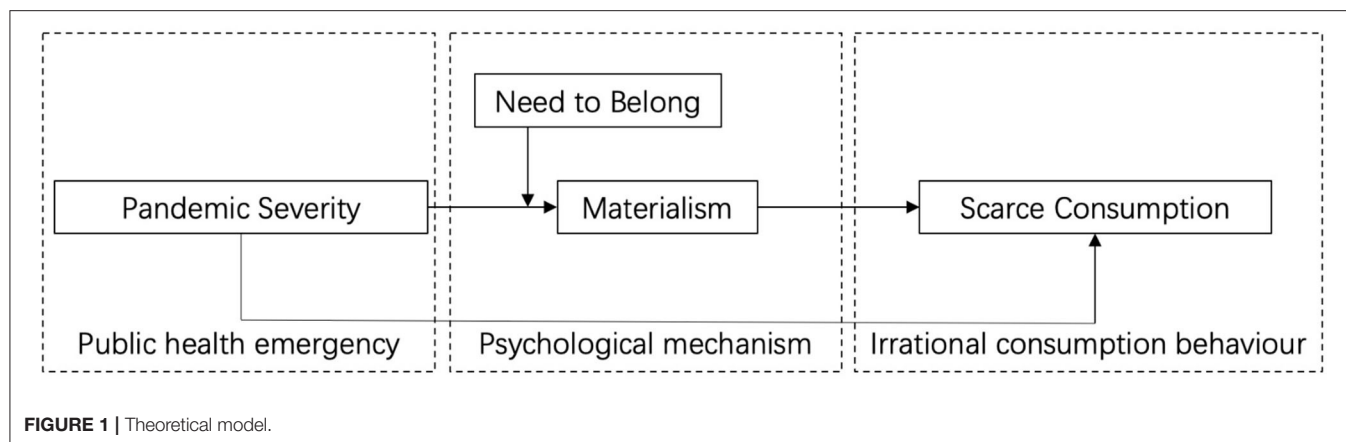 Need to Belong
Pandemic Severity
Materialism
Scarce Consumption
Public health emergency
Psychological mechanism
Irrational consumption behaviour
FIGURE 1 | Theoretical model.